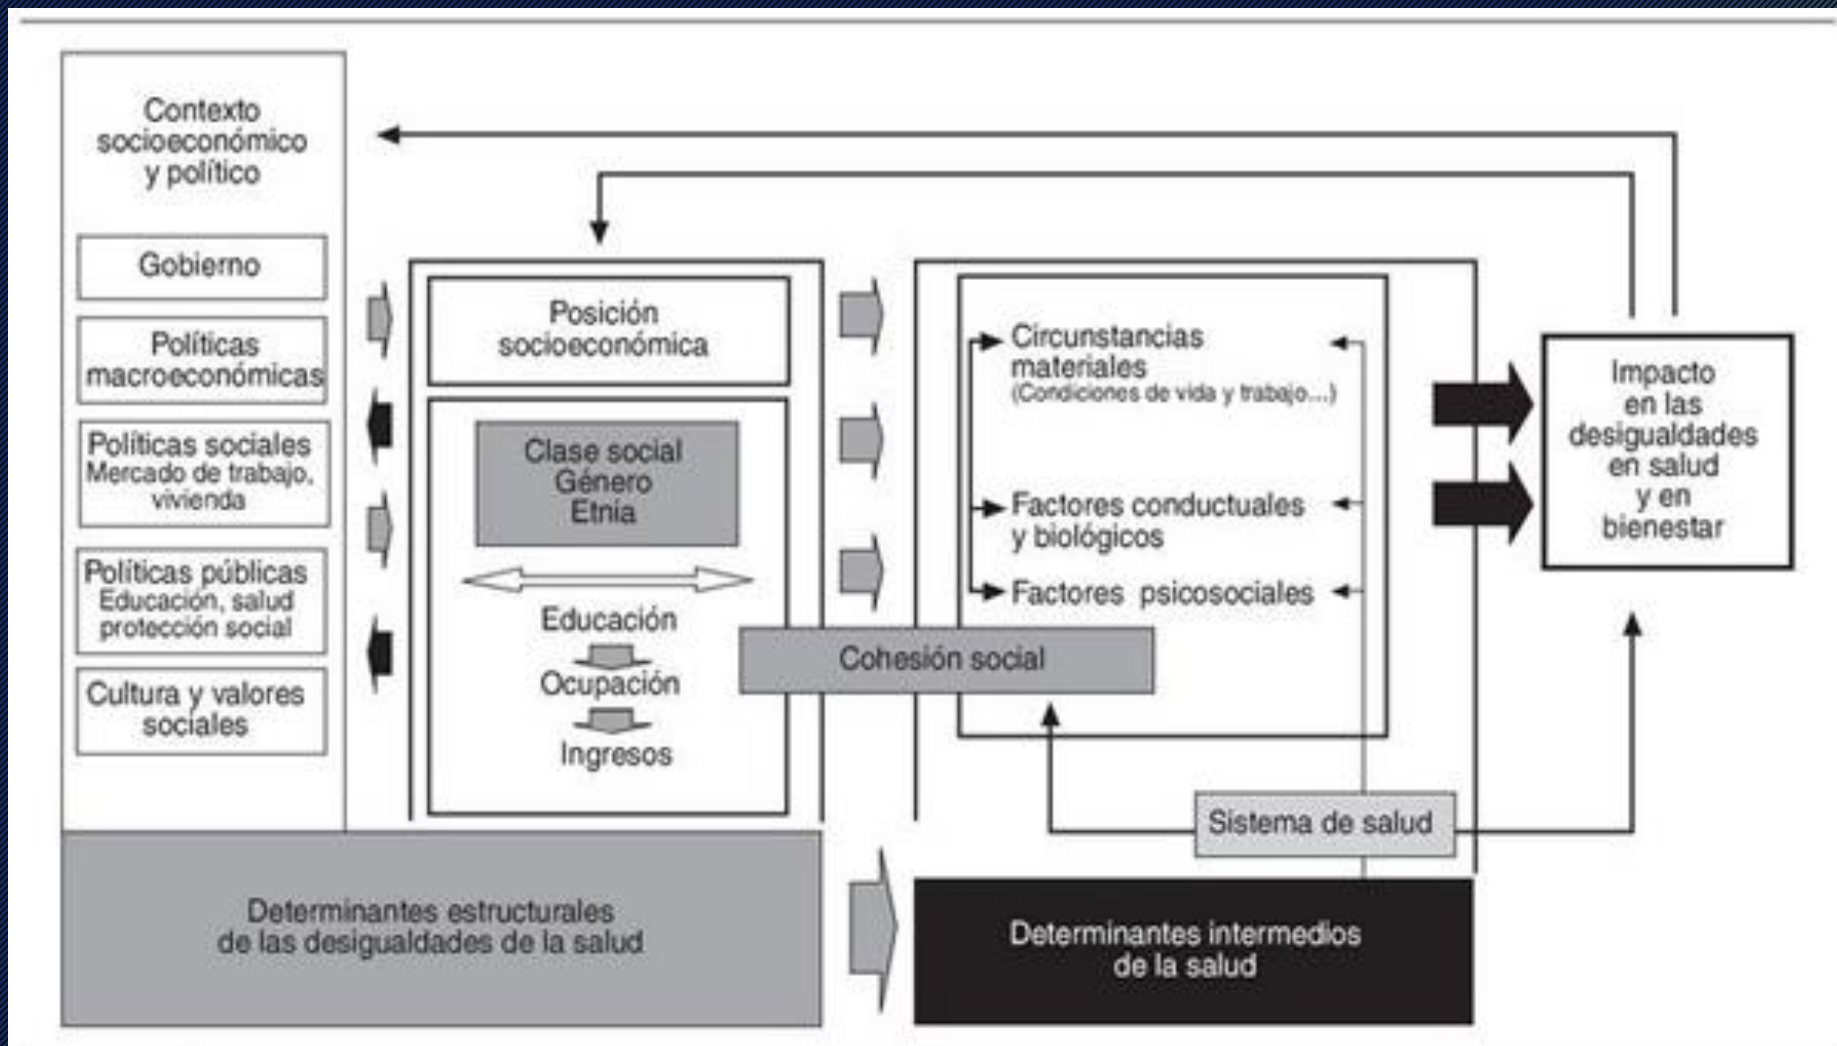 Contexto
socioeconómico
y político
Gobierno
Políticas
macroeconómicas
Políticas sociales
Mercado de trabajo,
vivienda
Políticas públicas
Educación, salud
protección social
Cultura y valores
sociales
Posición
socioeconómica
Clase social
Género
Etnia
Educación
Ocupación
Ingresos
Cohesión social
Circunstancias
materiales
(Condiciones de vida y trabajo...)
Factores conductuales
y biológicos
Factores psicosociales
Sistema de salud
Impacto
en las
desigualdades
en salud
y en
bienestar
Determinantes estructurales
de las desigualdades de la salud
Determinantes intermedios
de la salud